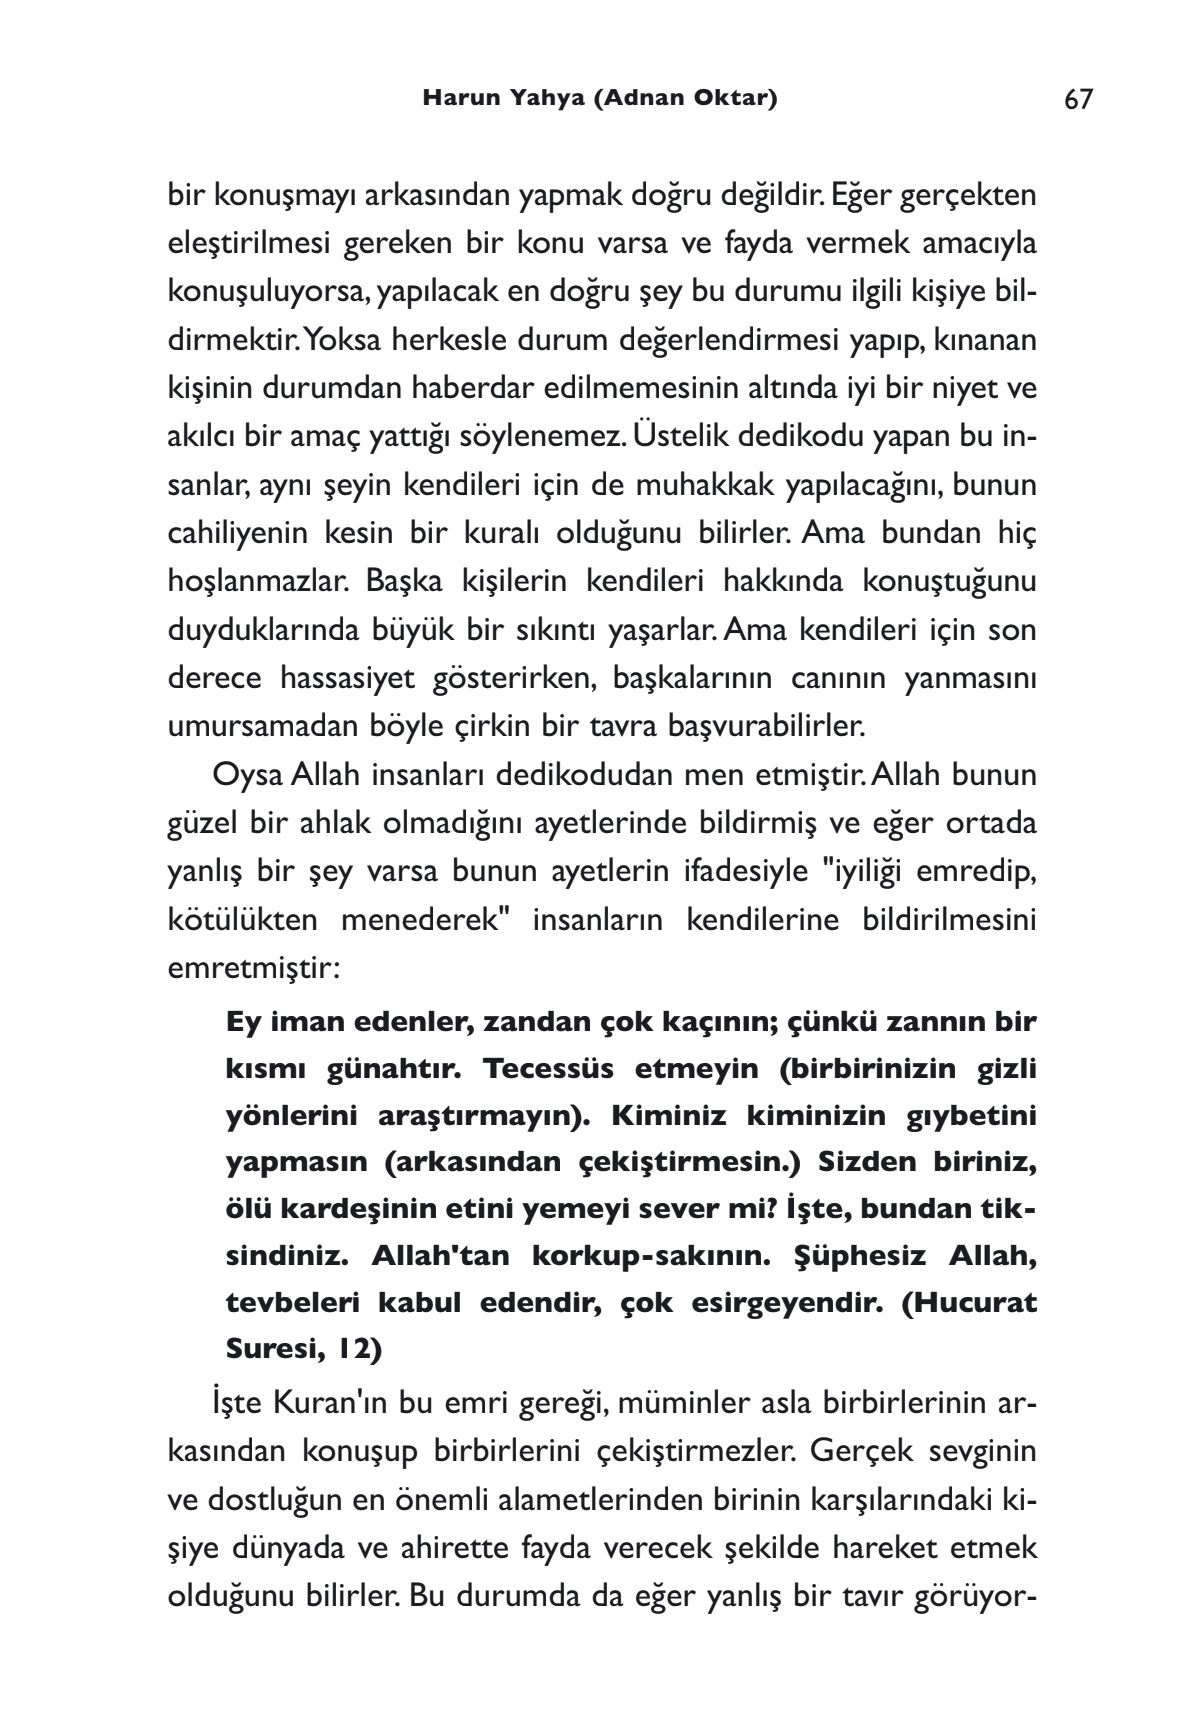 Harun Yahya (Adnan Oktar)
67
bir konuşmayı arkasından yapmak doğru değildir. Eğer gerçekten
eleştirilmesi gereken bir konu varsa ve fayda vermek amacıyla
konuşuluyorsa, yapılacak en doğru şey bu durumu ilgili kişiye bil-
dirmektir. Yoksa herkesle durum değerlendirmesi yapıp, kınanan
kişinin durumdan haberdar edilmemesinin altında iyi bir niyet ve
akılcı bir amaç yattığı söylenemez. Üstelik dedikodu yapan bu in-
sanlar, aynı şeyin kendileri için de muhakkak yapılacağını, bunun
cahiliyenin kesin bir kuralı olduğunu bilirler. Ama bundan hiç
hoşlanmazlar. Başka kişilerin kendileri hakkında konuştuğunu
duyduklarında büyük bir sıkıntı yaşarlar. Ama kendileri için son
derece hassasiyet gösterirken, başkalarının canının yanmasını
umursamadan böyle çirkin bir tavra başvurabilirler.
Oysa Allah insanları dedikodudan men etmiştir. Allah bunun
güzel bir ahlak olmadığını ayetlerinde bildirmiş ve eğer ortada
yanlış bir şey varsa bunun ayetlerin ifadesiyle "iyiliği emredip,
kötülükten menederek" insanların kendilerine bildirilmesini
emretmiştir:
Ey iman edenler, zandan çok kaçının; çünkü zannın bir
kısmı günahtır. Tecessüs etmeyin (birbirinizin gizli
yönlerini araştırmayın). Kiminiz kiminizin gıybetini
yapmasın (arkasından çekiştirmesin.) Sizden biriniz,
ölü kardeşinin etini yemeyi sever mi? İşte, bundan tik-
sindiniz. Allah'tan korkup-sakının. Şüphesiz Allah,
tevbeleri kabul edendir, çok esirgeyendir. (Hucurat
Suresi, 12)
İşte Kuran'ın bu emri gereği, müminler asla birbirlerinin ar-
kasından konuşup birbirlerini çekiştirmezler. Gerçek sevginin
ve dostluğun en önemli alametlerinden birinin karşılarındaki ki-
şiye dünyada ve ahirette fayda verecek şekilde hareket etmek
olduğunu bilirler. Bu durumda da eğer yanlış bir tavır görüyor-